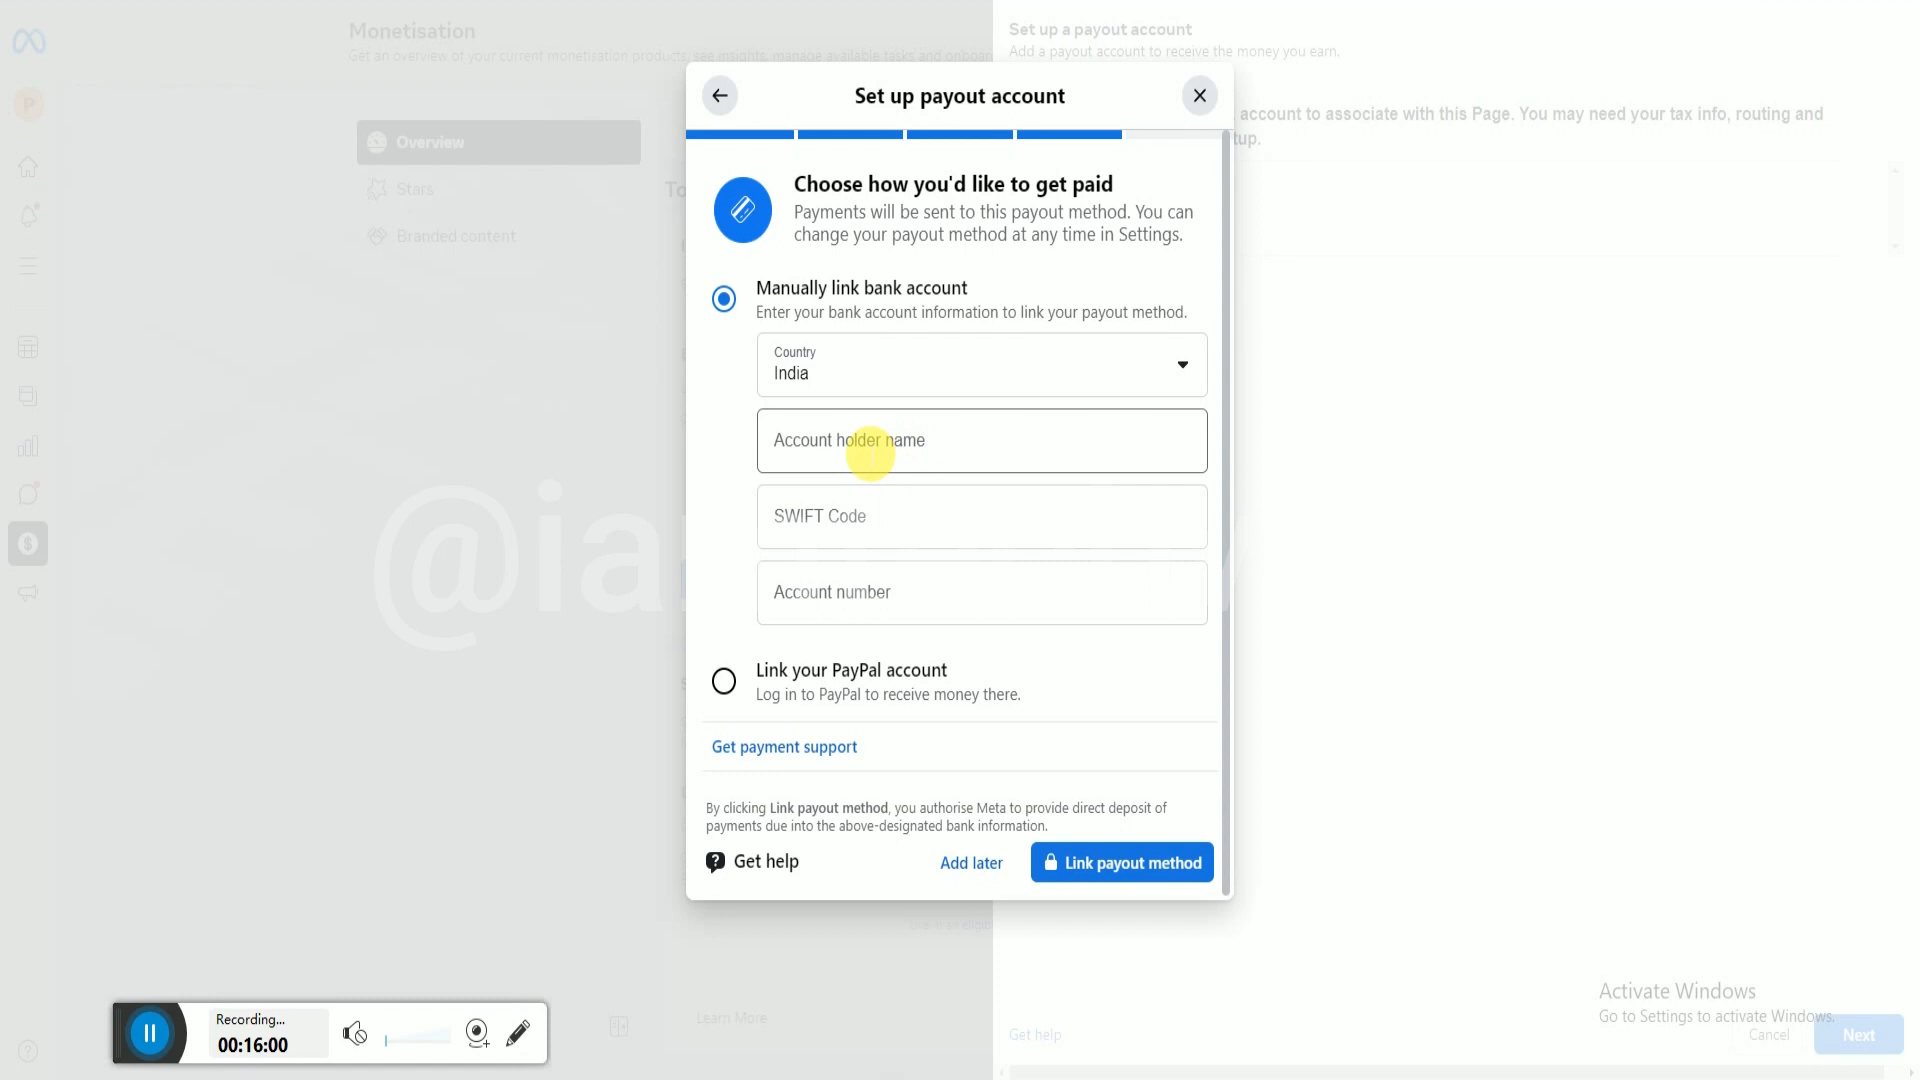 Monetisation
Get an overview of your current monetisation products, see insights, manage available tasks and onboar
Set up a payout account
Add a payout account to receive the money you earn.
P
Overview
Stars
Branded content
To
account to associate with this Page. You may need your tax info, routing and
tup.
Set up payout account
Choose how you'd like to get paid
Payments will be sent to this payout method. You can
change your payout method at any time in Settings.
Manually link bank account
Enter your bank account information to link your payout method.
Country
India
Account holder name
SWIFT Code
Account number
Link your PayPal account
Log in to PayPal to receive money there.
Get payment support
By clicking Link payout method, you authorise Meta to provide direct deposit of
payments due into the above-designated bank information.
Get help
Add later
Link payout method
@ia
Learn More
Recording...
00:16:00
Activate Windows
Go to Settings to activate Windows.
Get help
Cancel
Next